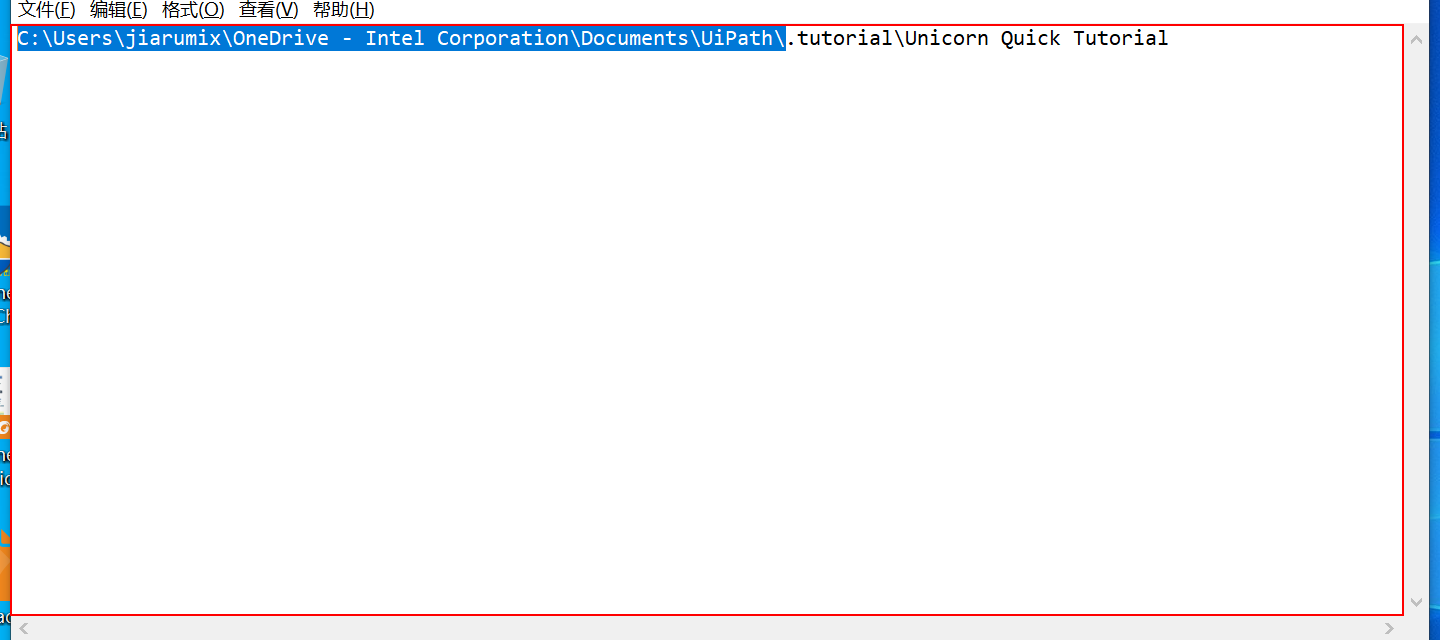 文件(F) 编辑(E) 格式(O) 查看(V) 帮助(H)
C:\Users\jiarumix\OneDrive - Intel Corporation\Documents\UiPath\.tutorial\Unicorn Quick Tutorial